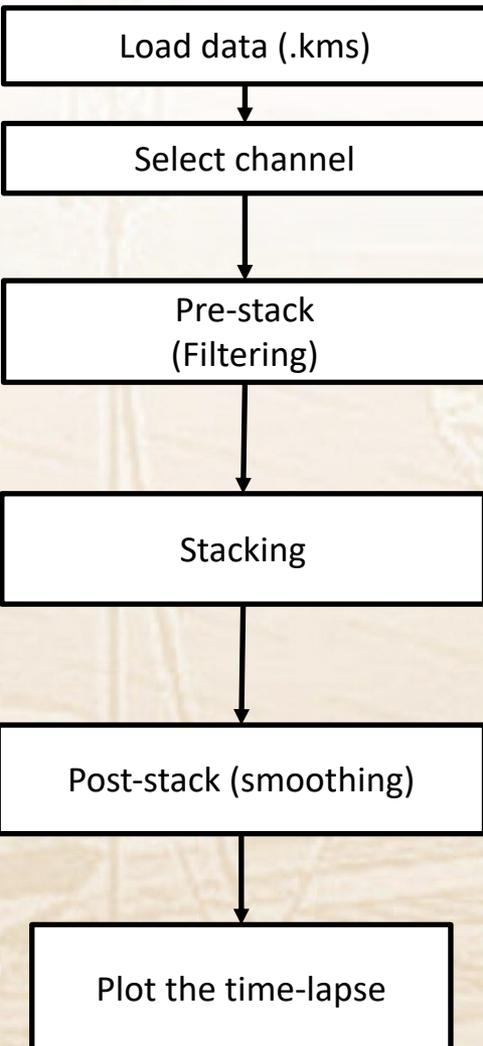 Load data (.kms)
Select channel
Pre-stack
(Filtering)
Stacking
Post-stack (smoothing)
Plot the time-lapse